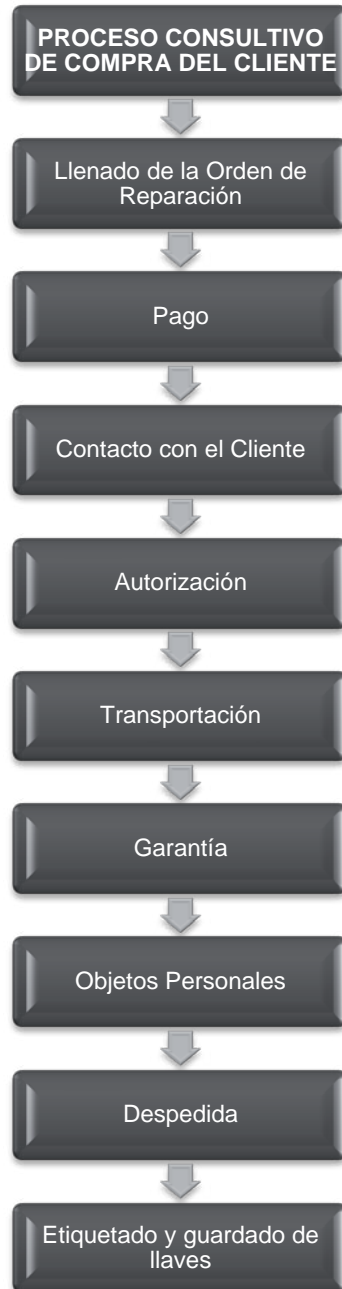 PROCESO CONSULTIVO
DE COMPRA DEL CLIENTE
Llenado de la Orden de
Reparación
Pago
Contacto con el Cliente
Autorización
Transportación
Garantía
Objetos Personales
Despedida
Etiquetado y guardado de
llaves